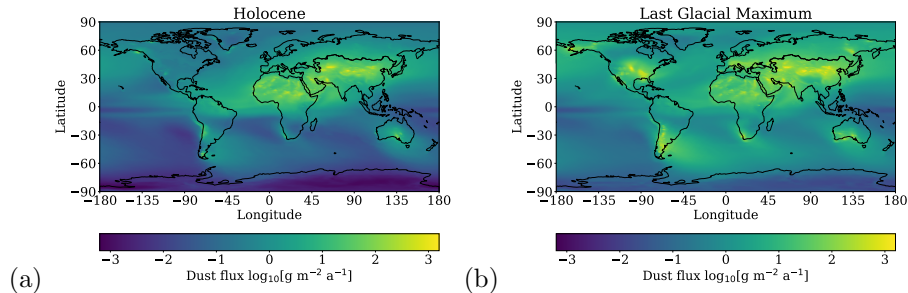 Holocene
Latitude
90
60
30
0
−30
−60
−90
−180 −135 −90 −45 0 45 90 135 180
Longitude
−3 −2 −1 0 1 2 3
Dust flux log₁₀[g m⁻² a⁻¹]
(a)
Last Glacial Maximum
Latitude
90
60
30
0
−30
−60
−90
−180 −135 −90 −45 0 45 90 135 180
Longitude
−3 −2 −1 0 1 2 3
Dust flux log₁₀[g m⁻² a⁻¹]
(b)